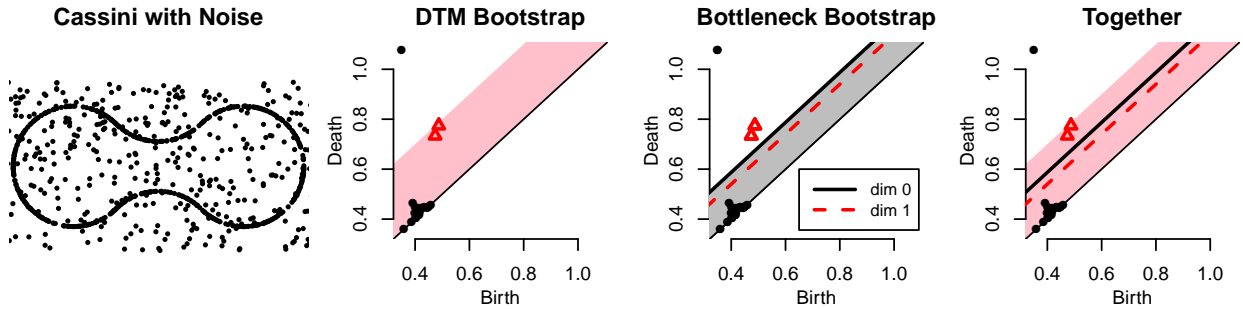 Cassini with Noise
DTM Bootstrap
Death
0.4 0.6 0.8 1.0
0.4 0.6 0.8 1.0
Birth
Bottleneck Bootstrap
Death
0.4 0.6 0.8 1.0
dim 0
dim 1
0.4 0.6 0.8 1.0
Birth
Together
Death
0.4 0.6 0.8 1.0
0.4 0.6 0.8 1.0
Birth